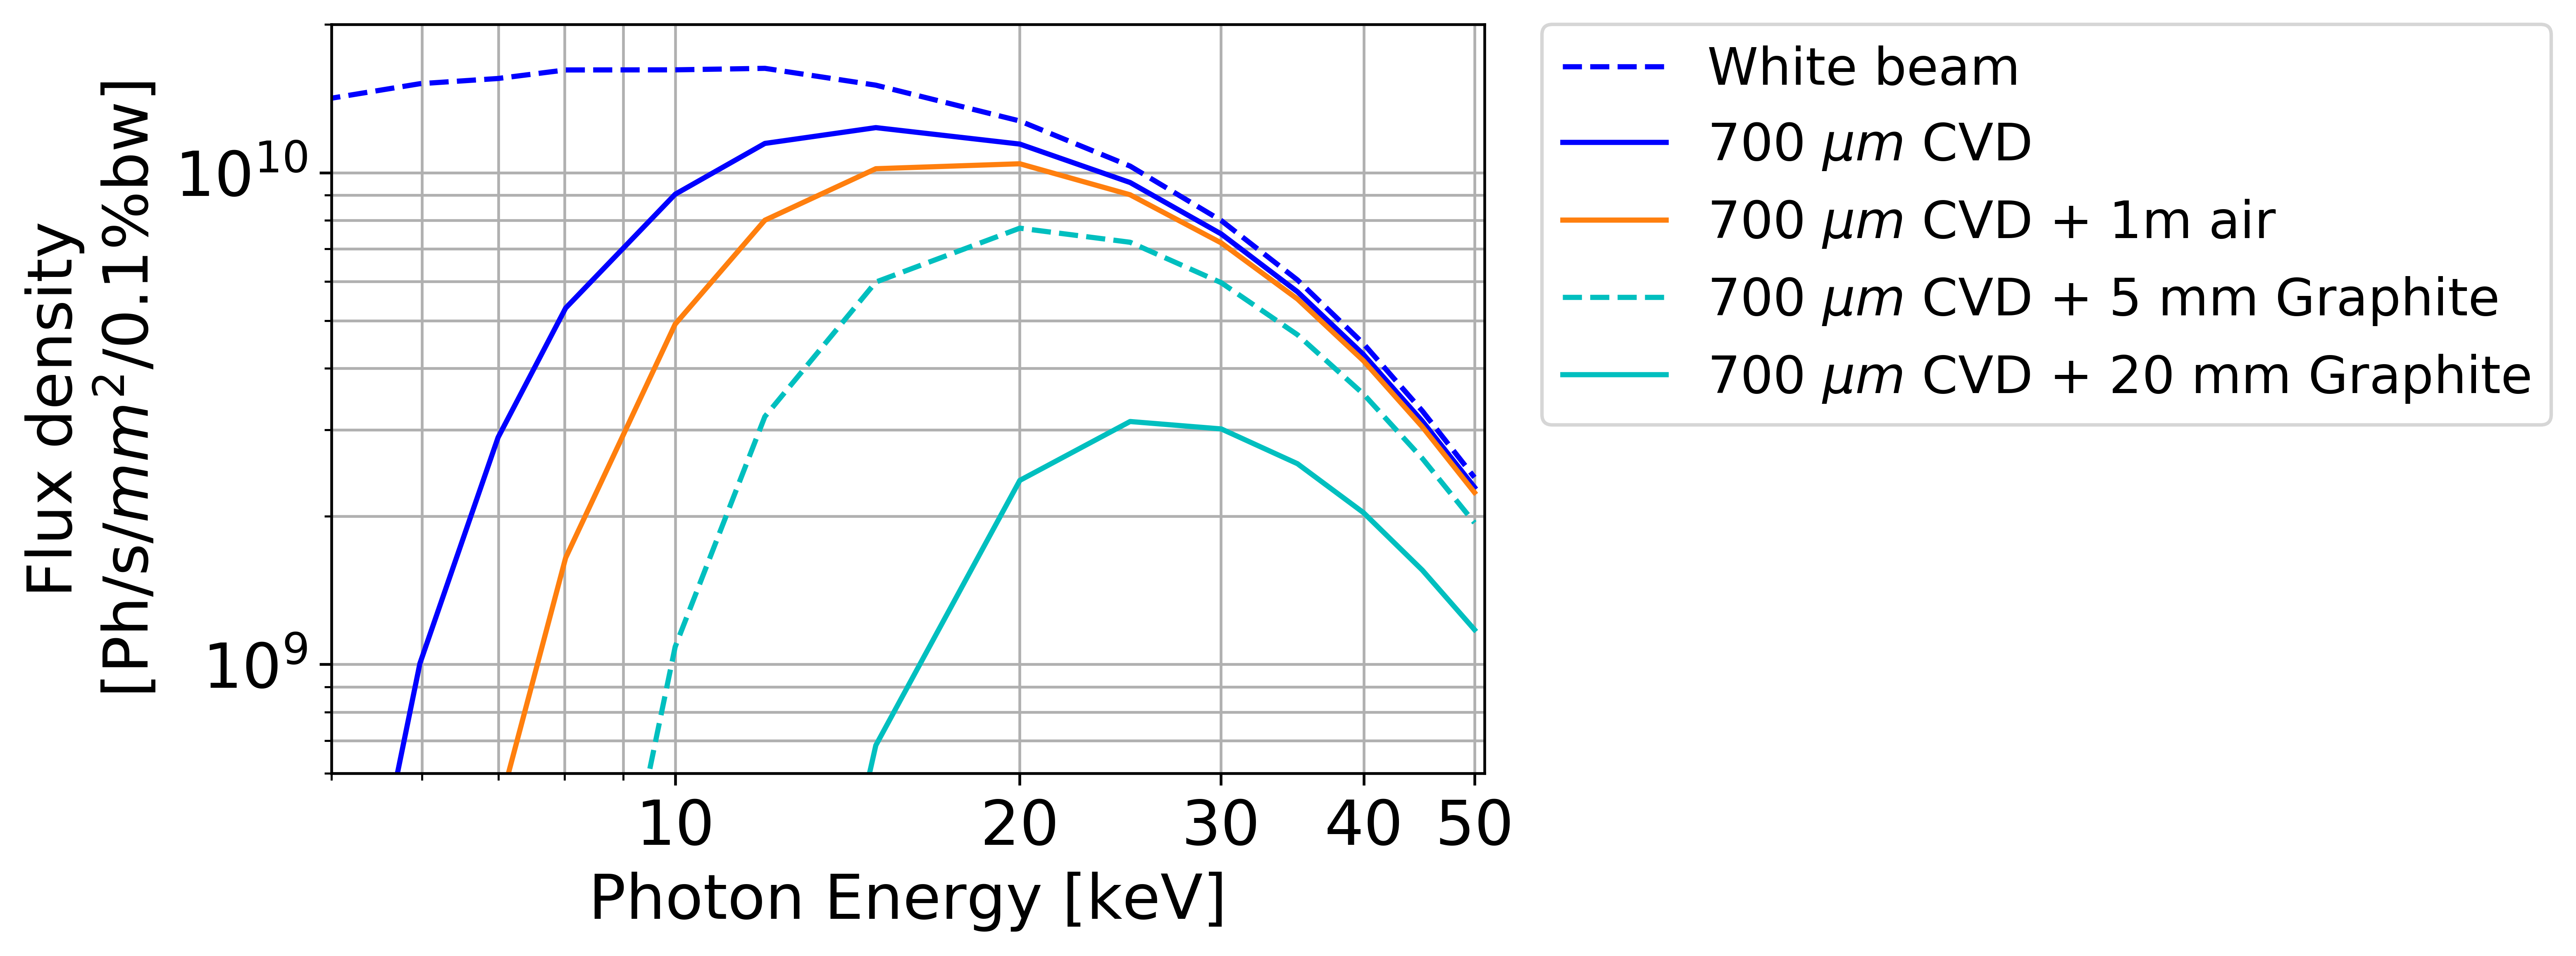 Flux density
[Ph/s/mm²/0.1%bw]
10¹⁰
10⁹
10 20 30 40 50
Photon Energy [keV]
White beam
700 μm CVD
700 μm CVD + 1m air
700 μm CVD + 5 mm Graphite
700 μm CVD + 20 mm Graphite